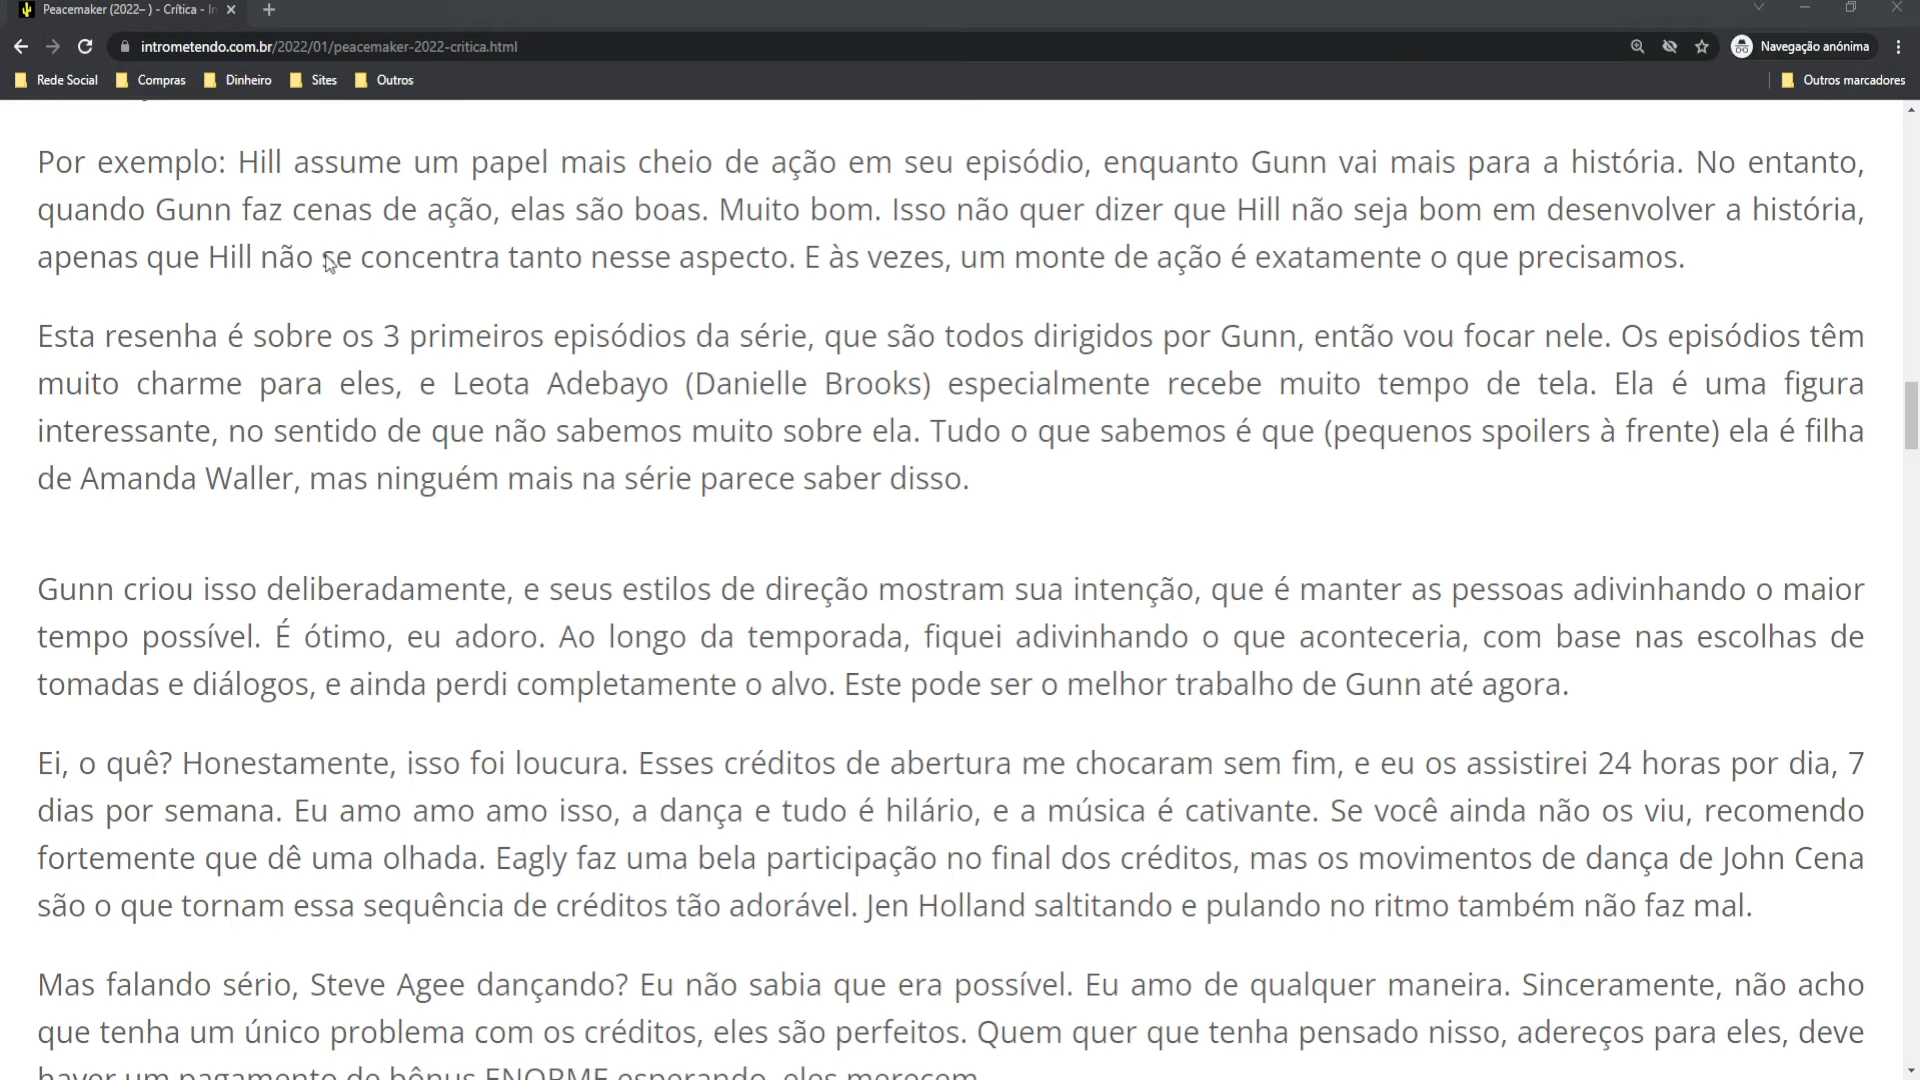 Peacemaker (2022– ) - Crítica - In
intrometendo.com.br/2022/01/peacemaker-2022-critica.html
Navegação anónima
Rede Social
Compras
Dinheiro
Sites
Outros
Outros marcadores
Por exemplo: Hill assume um papel mais cheio de ação em seu episódio, enquanto Gunn vai mais para a história. No entanto,
quando Gunn faz cenas de ação, elas são boas. Muito bom. Isso não quer dizer que Hill não seja bom em desenvolver a história,
apenas que Hill não se concentra tanto nesse aspecto. E às vezes, um monte de ação é exatamente o que precisamos.
Esta resenha é sobre os 3 primeiros episódios da série, que são todos dirigidos por Gunn, então vou focar nele. Os episódios têm
muito charme para eles, e Leota Adebayo (Danielle Brooks) especialmente recebe muito tempo de tela. Ela é uma figura
interessante, no sentido de que não sabemos muito sobre ela. Tudo o que sabemos é que (pequenos spoilers à frente) ela é filha
de Amanda Waller, mas ninguém mais na série parece saber disso.
Gunn criou isso deliberadamente, e seus estilos de direção mostram sua intenção, que é manter as pessoas adivinhando o maior
tempo possível. É ótimo, eu adoro. Ao longo da temporada, fiquei adivinhando o que aconteceria, com base nas escolhas de
tomadas e diálogos, e ainda perdi completamente o alvo. Este pode ser o melhor trabalho de Gunn até agora.
Ei, o quê? Honestamente, isso foi loucura. Esses créditos de abertura me chocaram sem fim, e eu os assistirei 24 horas por dia, 7
dias por semana. Eu amo amo amo isso, a dança e tudo é hilário, e a música é cativante. Se você ainda não os viu, recomendo
fortemente que dê uma olhada. Eagly faz uma bela participação no final dos créditos, mas os movimentos de dança de John Cena
são o que tornam essa sequência de créditos tão adorável. Jen Holland saltitando e pulando no ritmo também não faz mal.
Mas falando sério, Steve Agee dançando? Eu não sabia que era possível. Eu amo de qualquer maneira. Sinceramente, não acho
que tenha um único problema com os créditos, eles são perfeitos. Quem quer que tenha pensado nisso, adereços para eles, deve
haver um pagamento de bônus ENORME esperando, eles merecem